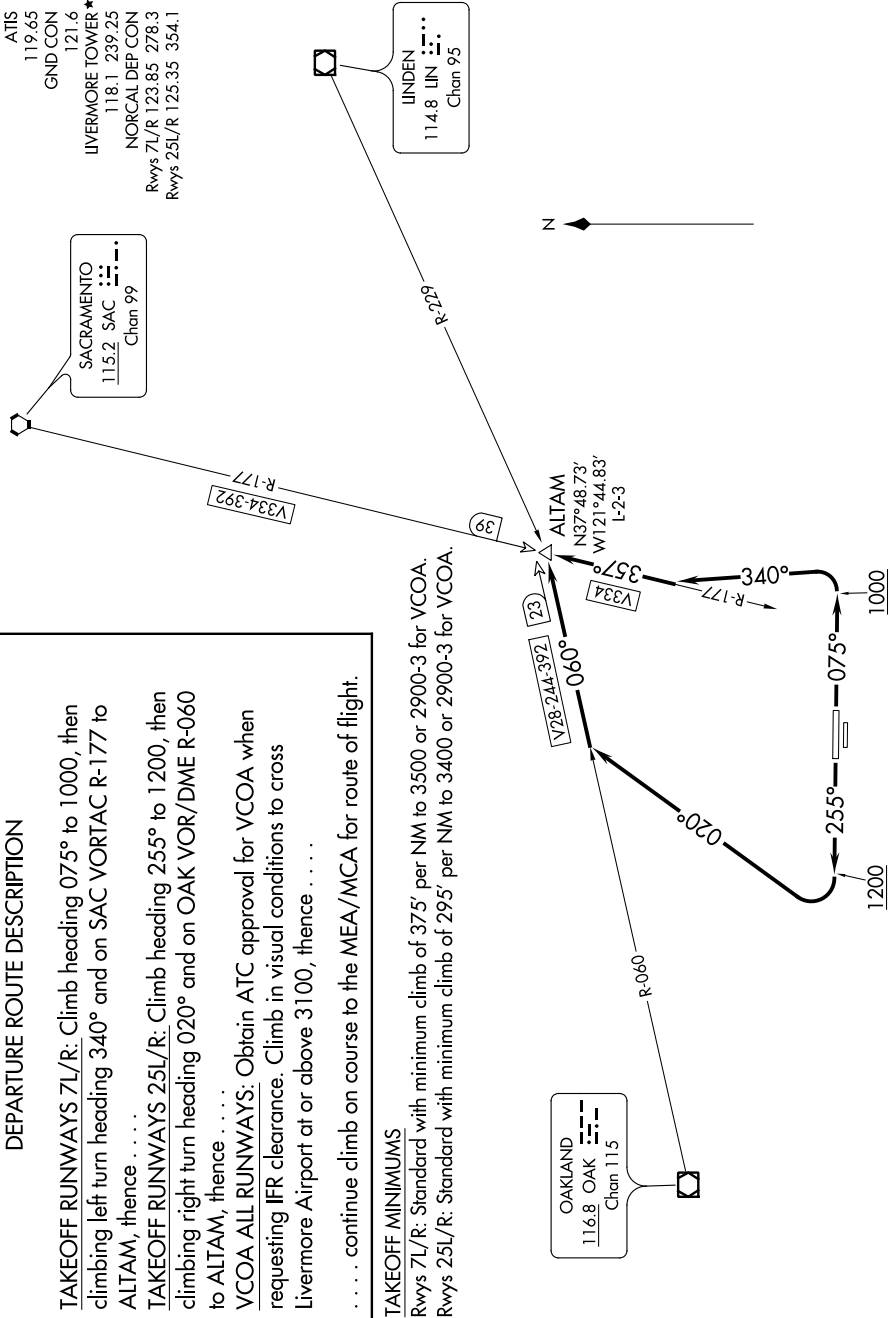 ATIS
119.65
GND CON
121.6
LIVERMORE TOWER★
118.1 239.25
NORCAL DEP CON
Rwys 7L/R 123.85 278.3
Rwys 25L/R 125.35 354.1
SACRAMENTO
115.2 SAC
Chan 99
LINDEN
114.8 LIN
Chan 95
R-177
V334-392
R-229
39
N
ALTAM
N37°48.73′
W121°44.83′
L-2-3
23
V28-244-392
060°
357°
V334
R-177
340°
020°
R-060
OAKLAND
116.8 OAK
Chan 115
255°
075°
1200
1000
DEPARTURE ROUTE DESCRIPTION
TAKEOFF RUNWAYS 7L/R: Climb heading 075° to 1000, then
climbing left turn heading 340° and on SAC VORTAC R-177 to
ALTAM, thence . . . .
TAKEOFF RUNWAYS 25L/R: Climb heading 255° to 1200, then
climbing right turn heading 020° and on OAK VOR/DME R-060
to ALTAM, thence . . . .
VCOA ALL RUNWAYS: Obtain ATC approval for VCOA when
requesting IFR clearance. Climb in visual conditions to cross
Livermore Airport at or above 3100, thence . . . .
. . . . continue climb on course to the MEA/MCA for route of flight.
TAKEOFF MINIMUMS
Rwys 7L/R: Standard with minimum climb of 375′ per NM to 3500 or 2900-3 for VCOA.
Rwys 25L/R: Standard with minimum climb of 295′ per NM to 3400 or 2900-3 for VCOA.